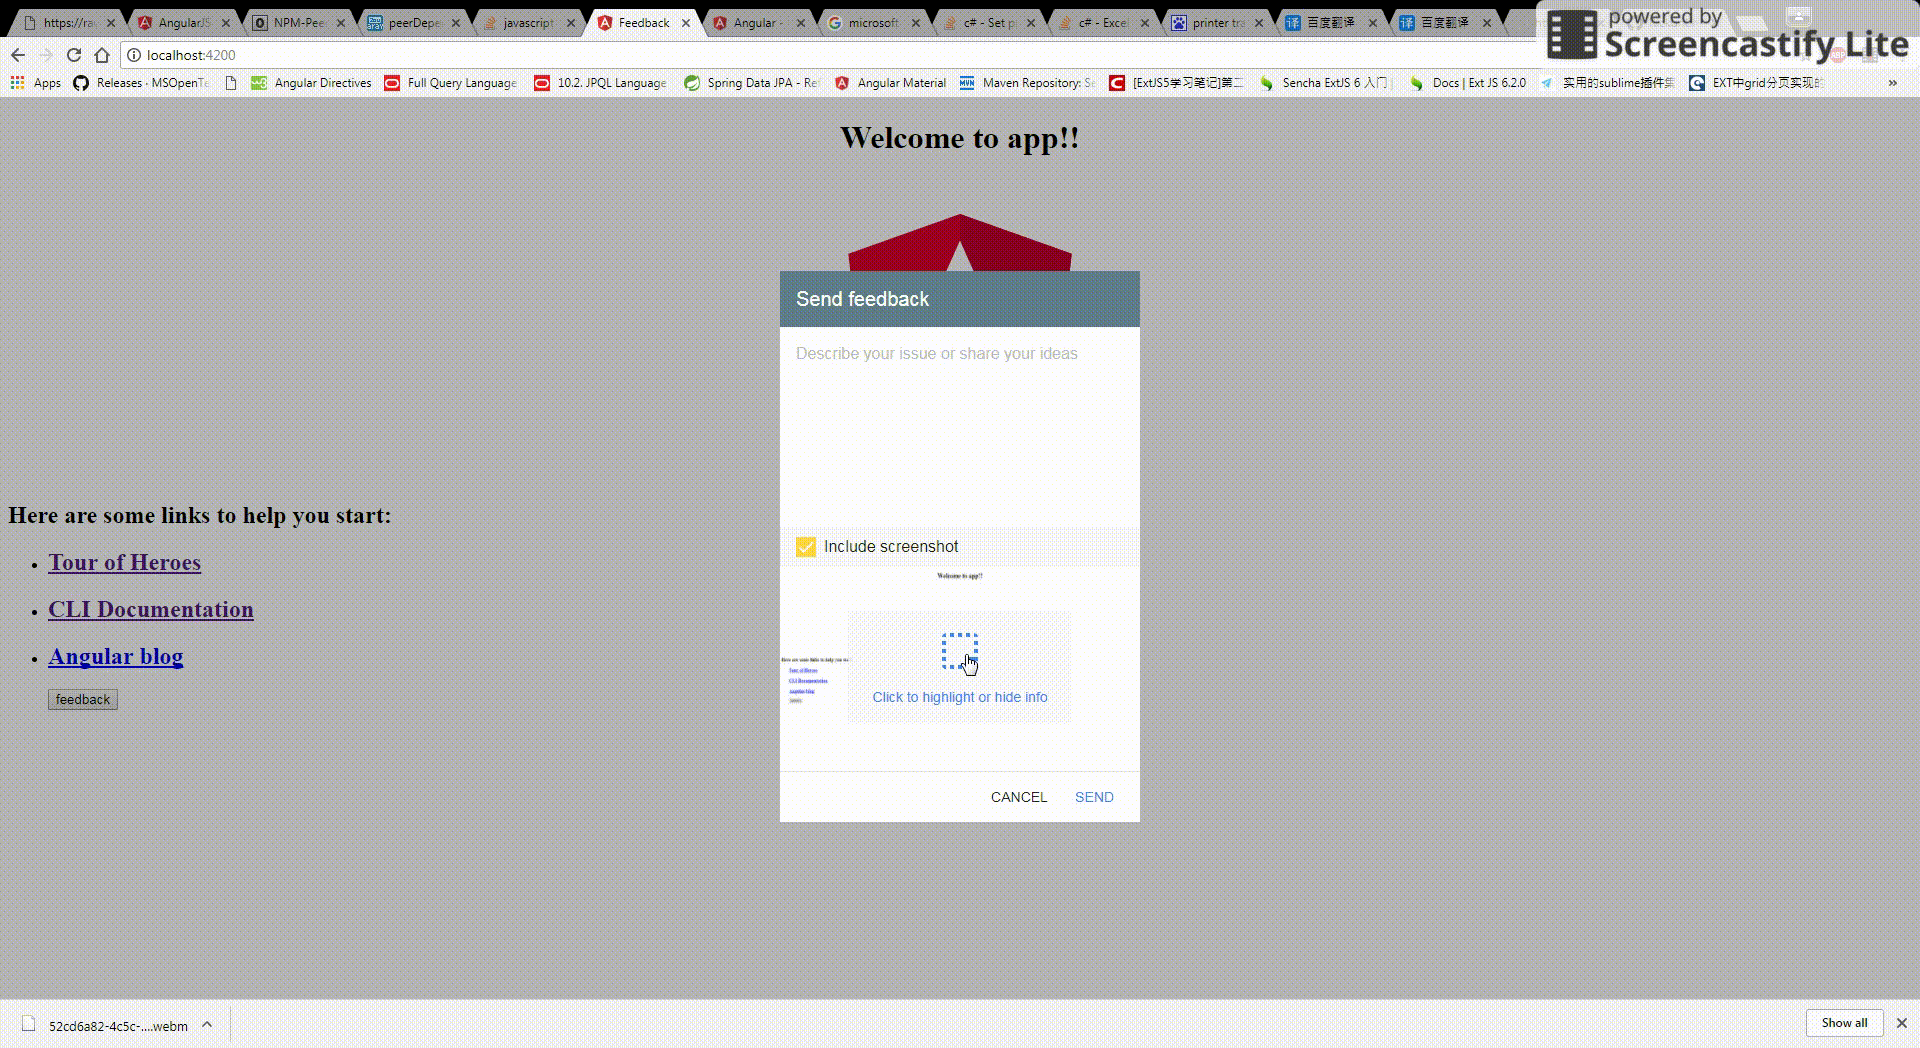 https://ra
AngularJS
NPM-Pee
peerDepe
javascript
Feedback
Angular -
microsoft
c# - Set p
c# - Exce
printer tra
百度翻译
百度翻译
powered by
Screencastify Lite
localhost:4200
Apps
Releases · MSOpenTe
Angular Directives
Full Query Language
10.2. JPQL Language
Spring Data JPA - Re
Angular Material
Maven Repository: Se
[ExtJS5学习笔记]第二
Sencha ExtJS 6 入门
Docs | Ext JS 6.2.0
实用的sublime插件集
EXT中grid分页实现的
»
Welcome to app!!
Send feedback
Describe your issue or share your ideas
Include screenshot
Welcome to app!!
Here are some links to help you
Tour of Heroes
CLI Documentation
Angular blog
Click to highlight or hide info
CANCEL SEND
Here are some links to help you start:
Tour of Heroes
CLI Documentation
Angular blog
feedback
52cd6a82-4c5c-....webm
Show all